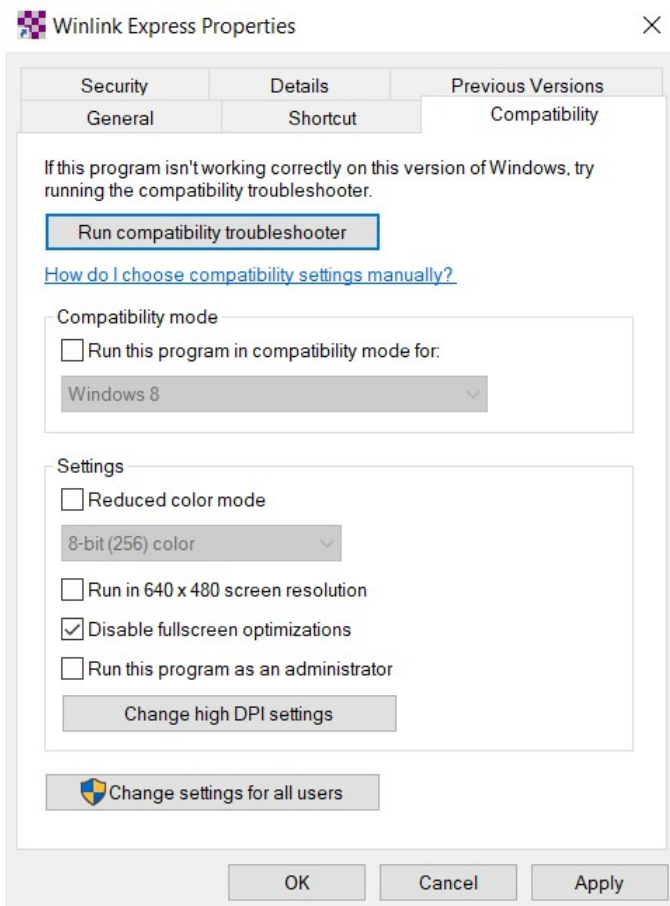 Winlink Express Properties
Security Details Previous Versions
General Shortcut Compatibility
If this program isn't working correctly on this version of Windows, try
running the compatibility troubleshooter.
Run compatibility troubleshooter
How do I choose compatibility settings manually?
Compatibility mode
Run this program in compatibility mode for:
Windows 8
Settings
Reduced color mode
8-bit (256) color
Run in 640 x 480 screen resolution
Disable fullscreen optimizations
Run this program as an administrator
Change high DPI settings
Change settings for all users
OK Cancel Apply